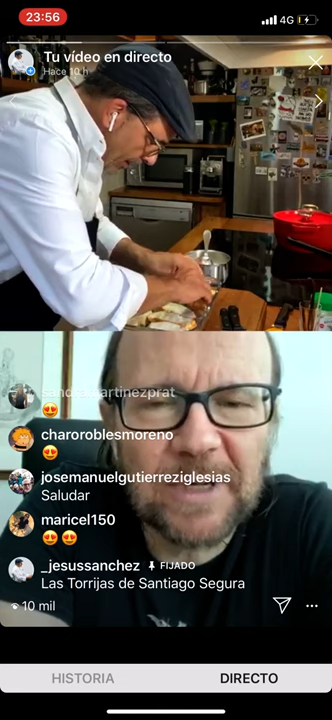 23:56
4G
Tu vídeo en directo
Hace 10 h
sandramartinezprat
😍
charoroblesmoreno
😍
josemanuelgutierreziglesias
Saludar
maricel150
😍😍
_jesussanchez FIJADO
Las Torrijas de Santiago Segura
10 mil
HISTORIA DIRECTO